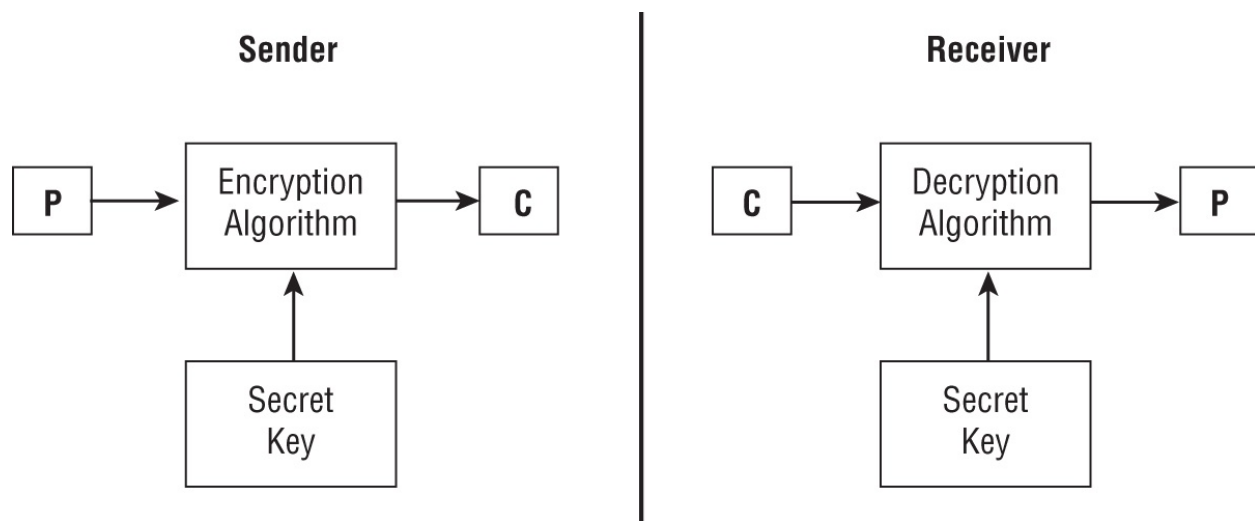 Sender
P
Encryption
Algorithm
C
Secret
Key
Receiver
C
Decryption
Algorithm
P
Secret
Key